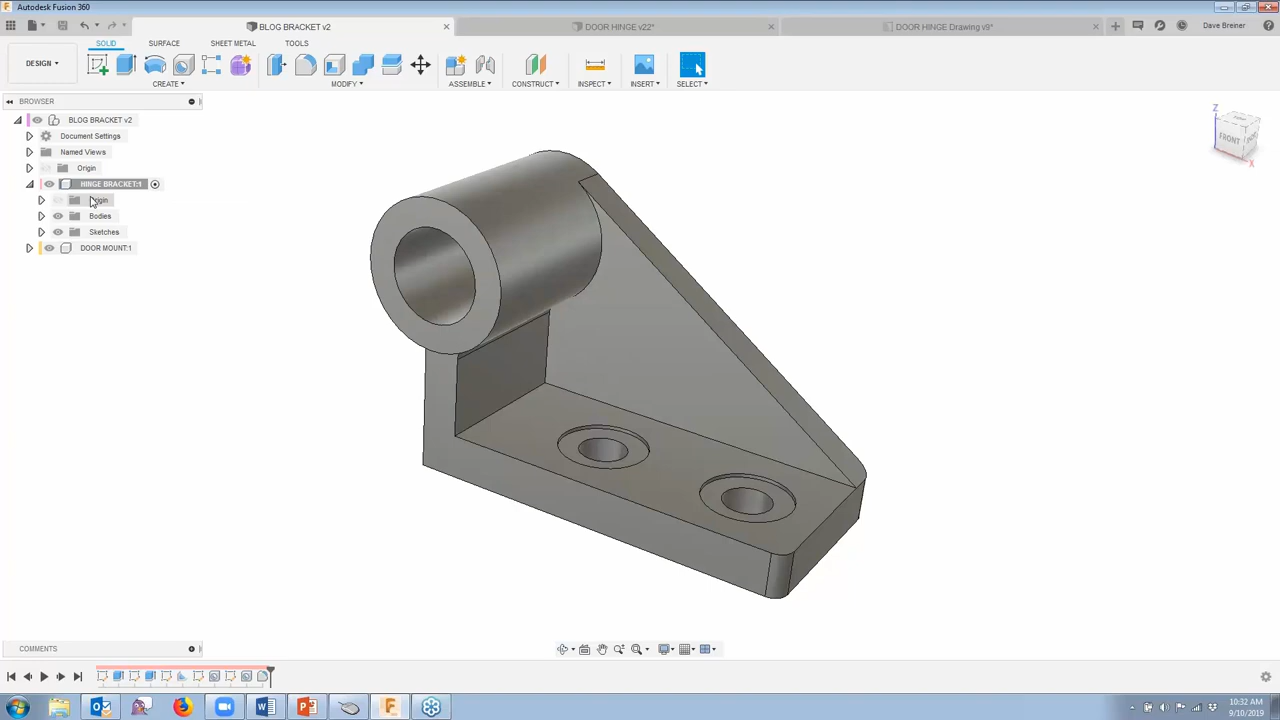 Autodesk Fusion 360
BLOG BRACKET v2
DOOR HINGE v22*
DOOR HINGE Drawing v9*
Dave Breiner
DESIGN
SOLID
SURFACE
SHEET METAL
TOOLS
CREATE
MODIFY
ASSEMBLE
CONSTRUCT
INSPECT
INSERT
SELECT
BROWSER
BLOG BRACKET v2
Document Settings
Named Views
Origin
HINGE BRACKET:1
Origin
Bodies
Sketches
DOOR MOUNT:1
Z
FRONT
X
COMMENTS
10:32 AM
9/10/2019